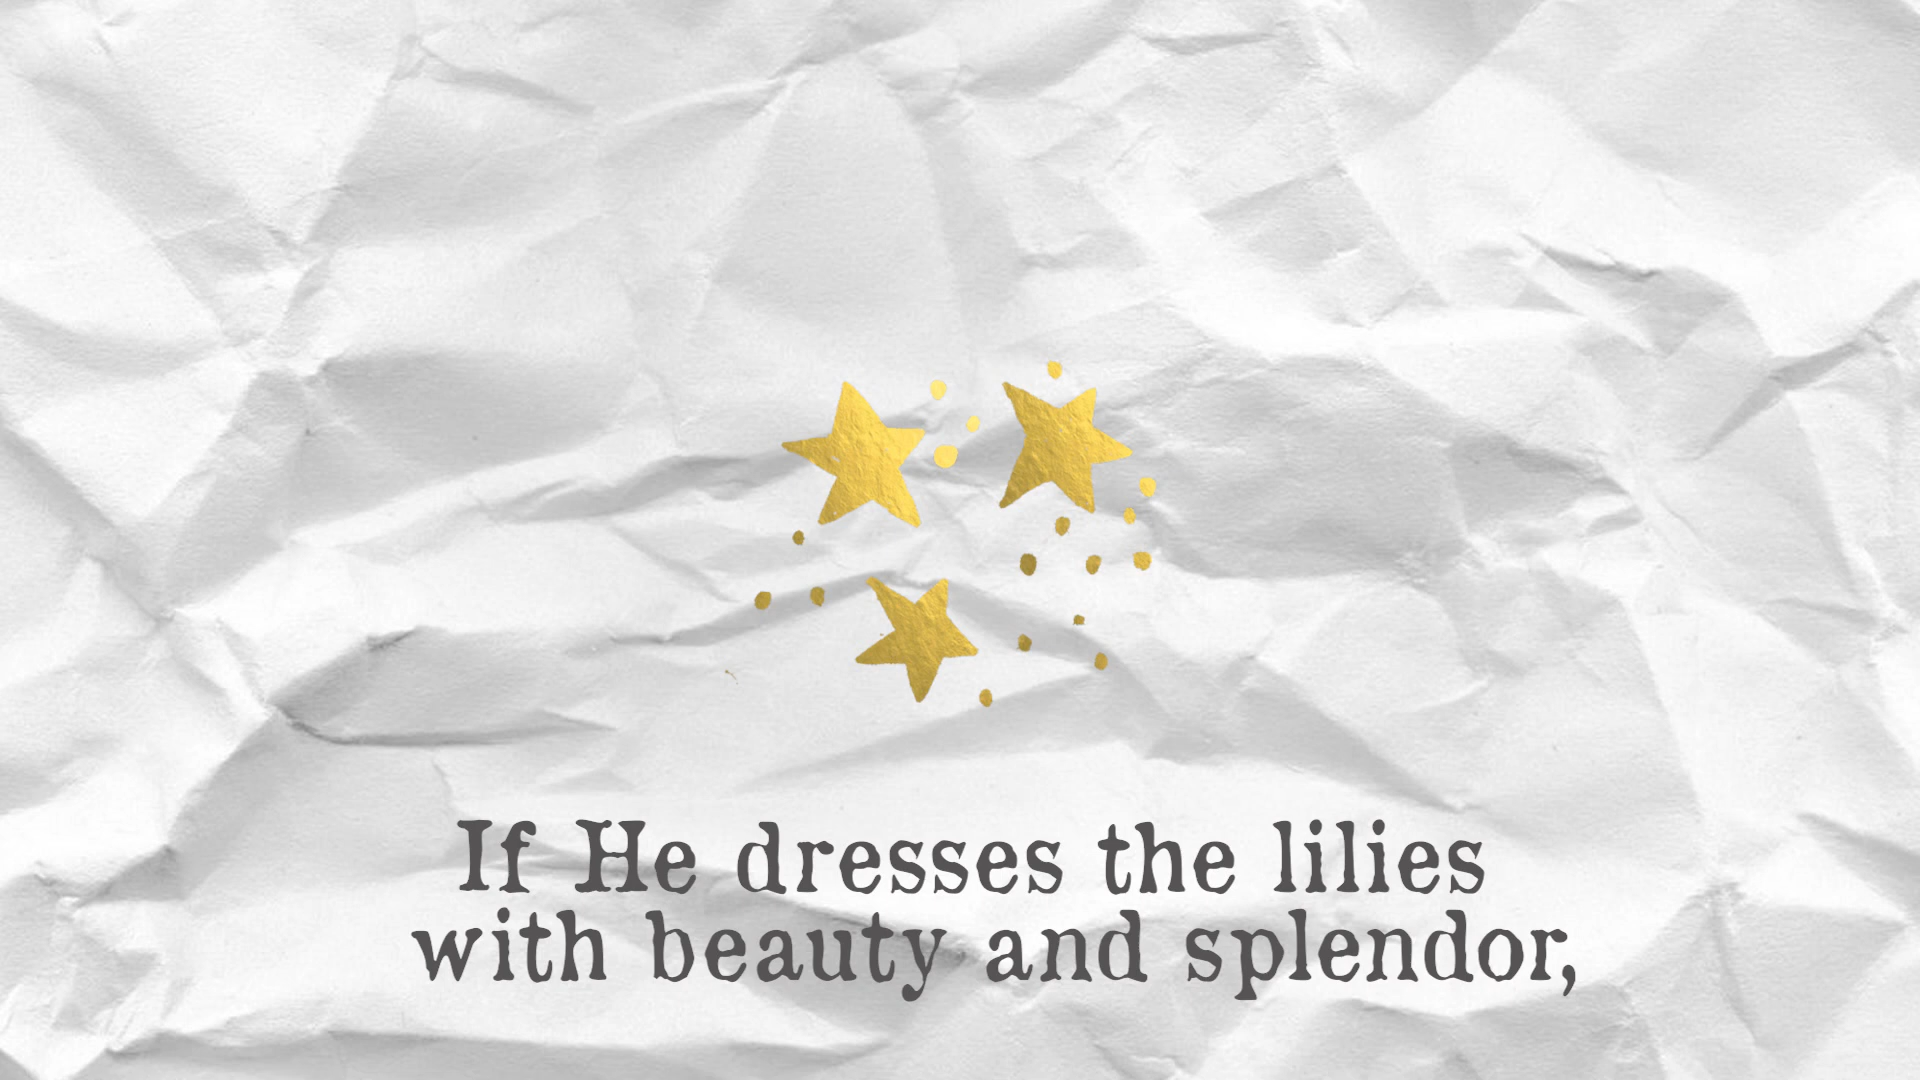 If He dresses the lilies
with beauty and splendor,